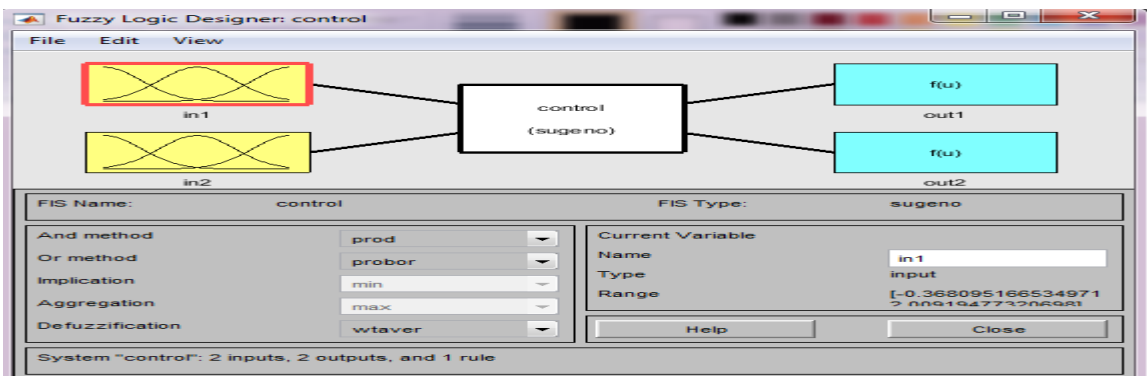 Fuzzy Logic Designer: control
File Edit View
in1
in2
control
(sugeno)
f(u)
out1
f(u)
out2
FIS Name: control FIS Type: sugeno
And method prod
Or method probor
Implication min
Aggregation max
Defuzzification wtaver
Current Variable
Name in1
Type input
Range [-0.368095166534971
2.00919477320698]
Help Close
System "control": 2 inputs, 2 outputs, and 1 rule